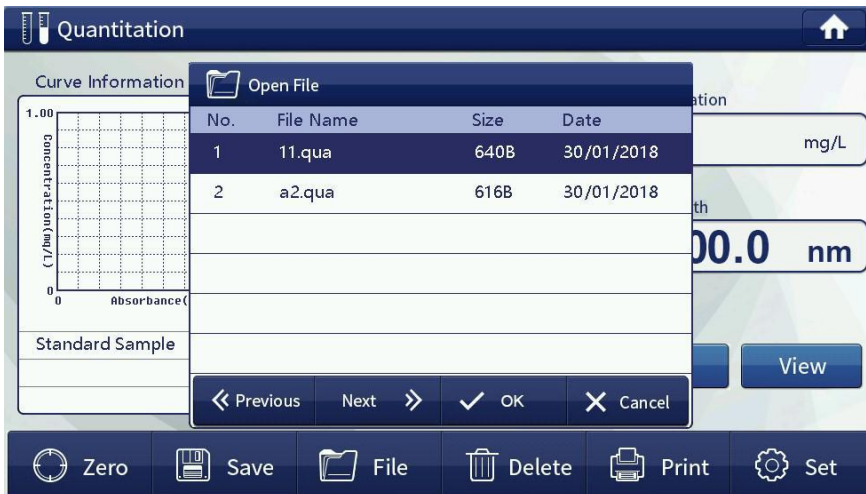 Quantitation
Curve Information
1.00
Concentration(mg/L)
0
0
Absorbance(
Standard Sample
Open File
No. File Name Size Date
1 11.qua 640B 30/01/2018
2 a2.qua 616B 30/01/2018
Previous Next OK Cancel
ation
mg/L
th
00.0 nm
View
Zero Save File Delete Print Set